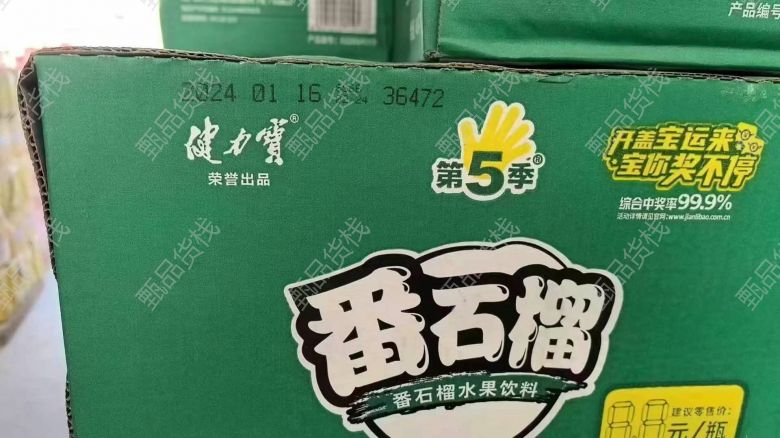 产品编号
2024 01 16 36472
健力寶®
荣誉出品
第5季®
开盖宝运来
宝你奖不停
综合中奖率99.9%
活动详情请见官网:www.jianlibao.com.cn
番石榴
番石榴水果饮料
建议零售价:
元/瓶
甄品货栈